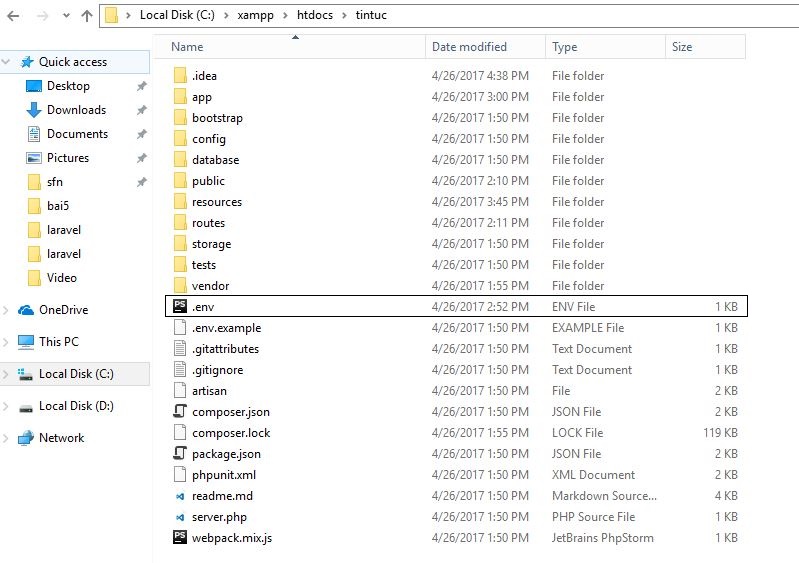 Local Disk (C:) > xampp > htdocs > tintuc
Name Date modified Type Size
Quick access
Desktop
Downloads
Documents
Pictures
sfn
bai5
laravel
laravel
Video
OneDrive
This PC
Local Disk (C:)
Local Disk (D:)
Network
.idea 4/26/2017 4:38 PM File folder
app 4/26/2017 3:00 PM File folder
bootstrap 4/26/2017 1:50 PM File folder
config 4/26/2017 1:50 PM File folder
database 4/26/2017 1:50 PM File folder
public 4/26/2017 2:10 PM File folder
resources 4/26/2017 3:45 PM File folder
routes 4/26/2017 2:11 PM File folder
storage 4/26/2017 1:50 PM File folder
tests 4/26/2017 1:50 PM File folder
vendor 4/26/2017 1:55 PM File folder
PS .env 4/26/2017 2:52 PM ENV File 1 KB
.env.example 4/26/2017 1:50 PM EXAMPLE File 1 KB
.gitattributes 4/26/2017 1:50 PM Text Document 1 KB
.gitignore 4/26/2017 1:50 PM Text Document 1 KB
artisan 4/26/2017 1:50 PM File 2 KB
composer.json 4/26/2017 1:50 PM JSON File 2 KB
composer.lock 4/26/2017 1:55 PM LOCK File 119 KB
package.json 4/26/2017 1:50 PM JSON File 2 KB
phpunit.xml 4/26/2017 1:50 PM XML Document 2 KB
readme.md 4/26/2017 1:50 PM Markdown Source... 4 KB
server.php 4/26/2017 1:50 PM PHP Source File 1 KB
PS webpack.mix.js 4/26/2017 1:50 PM JetBrains PhpStorm 1 KB